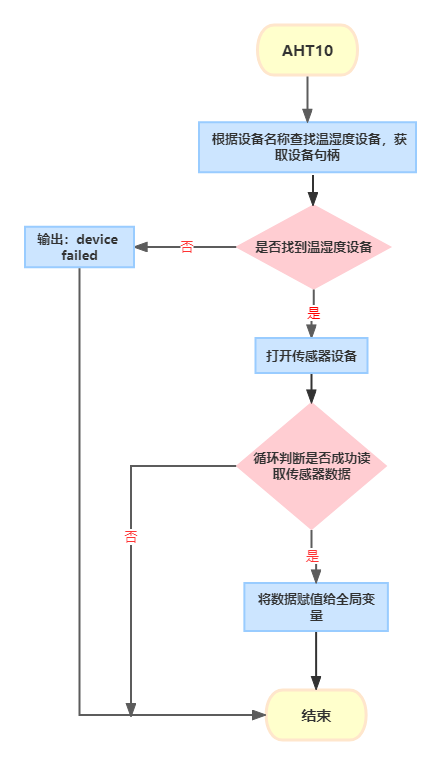 AHT10
根据设备名称查找温湿度设备，获
取设备句柄
是否找到温湿度设备
否
输出：device
failed
是
打开传感器设备
循环判断是否成功读
取传感器数据
否
是
将数据赋值给全局变
量
结束